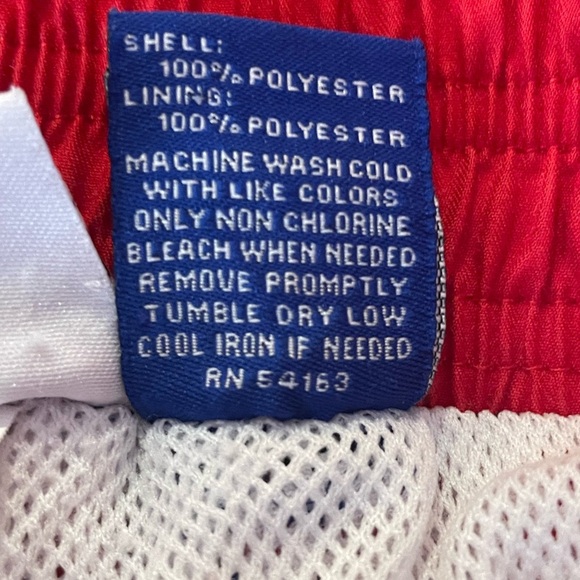 SHELL:
100% POLYESTER
LINING:
100% POLYESTER
MACHINE WASH COLD
WITH LIKE COLORS
ONLY NON CHLORINE
BLEACH WHEN NEEDED
REMOVE PROMPTLY
TUMBLE DRY LOW
COOL IRON IF NEEDED
RN 54163